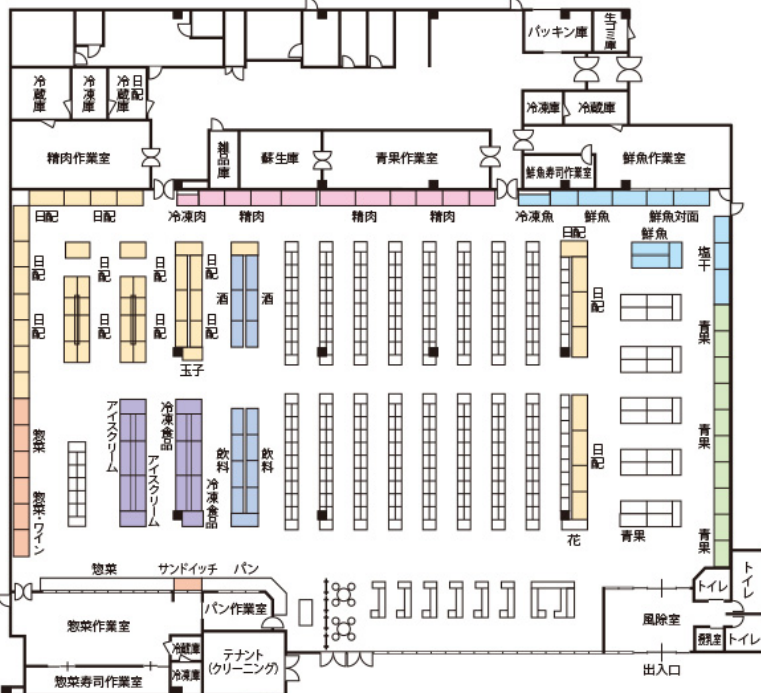 パッキン庫
生ゴミ庫
冷蔵庫
冷凍庫
日配冷蔵庫
冷凍庫
冷蔵庫
精肉作業室
雑品庫
蘇生庫
青果作業室
鮮魚寿司作業室
鮮魚作業室
日配
日配
冷凍肉
精肉
精肉
精肉
冷凍魚
鮮魚
鮮魚対面
日配
鮮魚
塩干
日配
日配
日配
日配
酒
酒
日配
日配
日配
日配
日配
日配
青果
玉子
アイスクリーム
冷凍食品
アイスクリーム
冷凍食品
飲料
飲料
日配
青果
惣菜
惣菜・ワイン
花
青果
青果
惣菜
サンドイッチ
パン
トイレ
トイレ
パン作業室
惣菜作業室
風除室
授乳室
トイレ
冷蔵庫
テナント
(クリーニング)
冷凍庫
惣菜寿司作業室
出入口